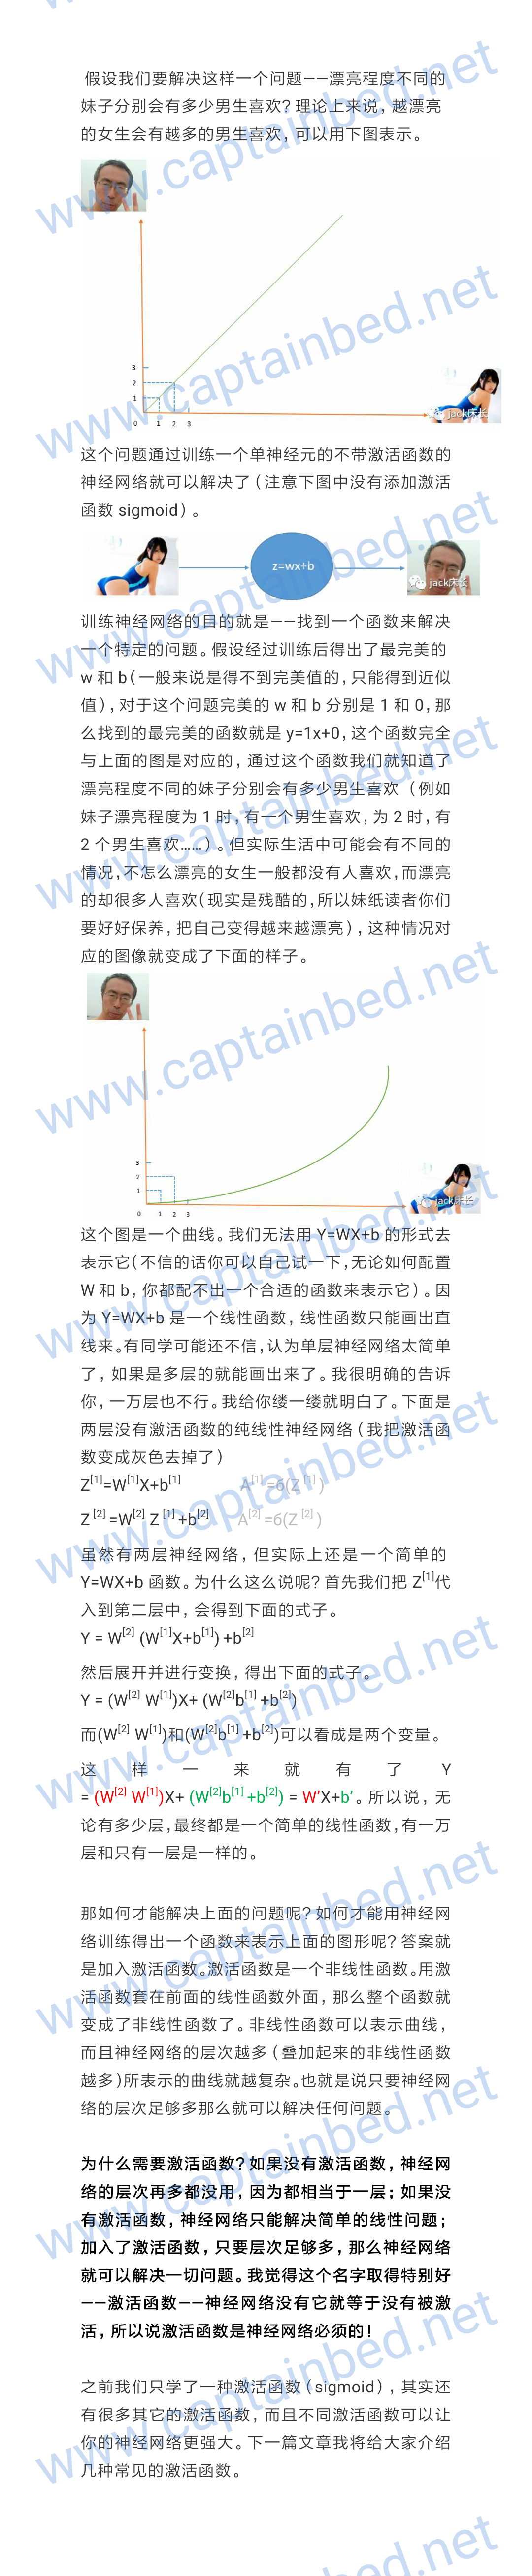 www.captainbed.net
假设我们要解决这样一个问题——漂亮程度不同的
妹子分别会有多少男生喜欢？理论上来说，越漂亮
的女生会有越多的男生喜欢，可以用下图表示。
3
2
1
0 1 2 3
jack床长
www.captainbed.net
这个问题通过训练一个单神经元的不带激活函数的
神经网络就可以解决了（注意下图中没有添加激活
函数 sigmoid）。
z=wx+b
jack床长
www.captainbed.net
训练神经网络的目的就是——找到一个函数来解决
一个特定的问题。假设经过训练后得出了最完美的
w 和 b（一般来说是得不到完美值的，只能得到近似
值），对于这个问题完美的 w 和 b 分别是 1 和 0，那
么找到的最完美的函数就是 y=1x+0，这个函数完全
与上面的图是对应的，通过这个函数我们就知道了
漂亮程度不同的妹子分别会有多少男生喜欢（例如
妹子漂亮程度为 1 时，有一个男生喜欢，为 2 时，有
2 个男生喜欢……）。但实际生活中可能会有不同的
情况，不怎么漂亮的女生一般都没有人喜欢，而漂亮
的却很多人喜欢（现实是残酷的，所以妹纸读者你们
要好好保养，把自己变得越来越漂亮），这种情况对
应的图像就变成了下面的样子。
www.captainbed.net
www.captainbed.net
3
2
1
0 1 2 3
jack床长
这个图是一个曲线。我们无法用 Y=WX+b 的形式去
表示它（不信的话你可以自己试一下，无论如何配置
W 和 b，你都配不出一个合适的函数来表示它）。因
为 Y=WX+b 是一个线性函数，线性函数只能画出直
线来。有同学可能还不信，认为单层神经网络太简单
了，如果是多层的就能画出来了。我很明确的告诉
你，一万层也不行。我给你缕一缕就明白了。下面是
两层没有激活函数的纯线性神经网络（我把激活函
数变成灰色去掉了）
www.captainbed.net
Z[1]=W[1]X+b[1] A[1] =б(Z [1] )
Z [2] =W[2] Z [1] +b[2] A[2] =б(Z [2] )
www.captainbed.net
虽然有两层神经网络，但实际上还是一个简单的
Y=WX+b 函数。为什么这么说呢？首先我们把 Z[1]代
入到第二层中，会得到下面的式子。
Y = W[2] (W[1]X+b[1]) +b[2]
然后展开并进行变换，得出下面的式子。
Y = (W[2] W[1])X+ (W[2]b[1] +b[2])
而(W[2] W[1])和(W[2]b[1] +b[2])可以看成是两个变量。
这样一来就有了 Y
= (W[2] W[1])X+ (W[2]b[1] +b[2]) = W’X+b’。所以说，无
论有多少层，最终都是一个简单的线性函数，有一万
层和只有一层是一样的。
www.captainbed.net
那如何才能解决上面的问题呢？如何才能用神经网
络训练得出一个函数来表示上面的图形呢？答案就
是加入激活函数。激活函数是一个非线性函数。用激
活函数套在前面的线性函数外面，那么整个函数就
变成了非线性函数了。非线性函数可以表示曲线，
而且神经网络的层次越多（叠加起来的非线性函数
越多）所表示的曲线就越复杂。也就是说只要神经网
络的层次足够多那么就可以解决任何问题。
www.captainbed.net
为什么需要激活函数？如果没有激活函数，神经网
络的层次再多都没用，因为都相当于一层；如果没
有激活函数，神经网络只能解决简单的线性问题；
加入了激活函数，只要层次足够多，那么神经网络
就可以解决一切问题。我觉得这个名字取得特别好
——激活函数——神经网络没有它就等于没有被激
活，所以说激活函数是神经网络必须的！
www.captainbed.net
之前我们只学了一种激活函数（sigmoid），其实还
有很多其它的激活函数，而且不同激活函数可以让
你的神经网络更强大。下一篇文章我将给大家介绍
几种常见的激活函数。
www.captainbed.net